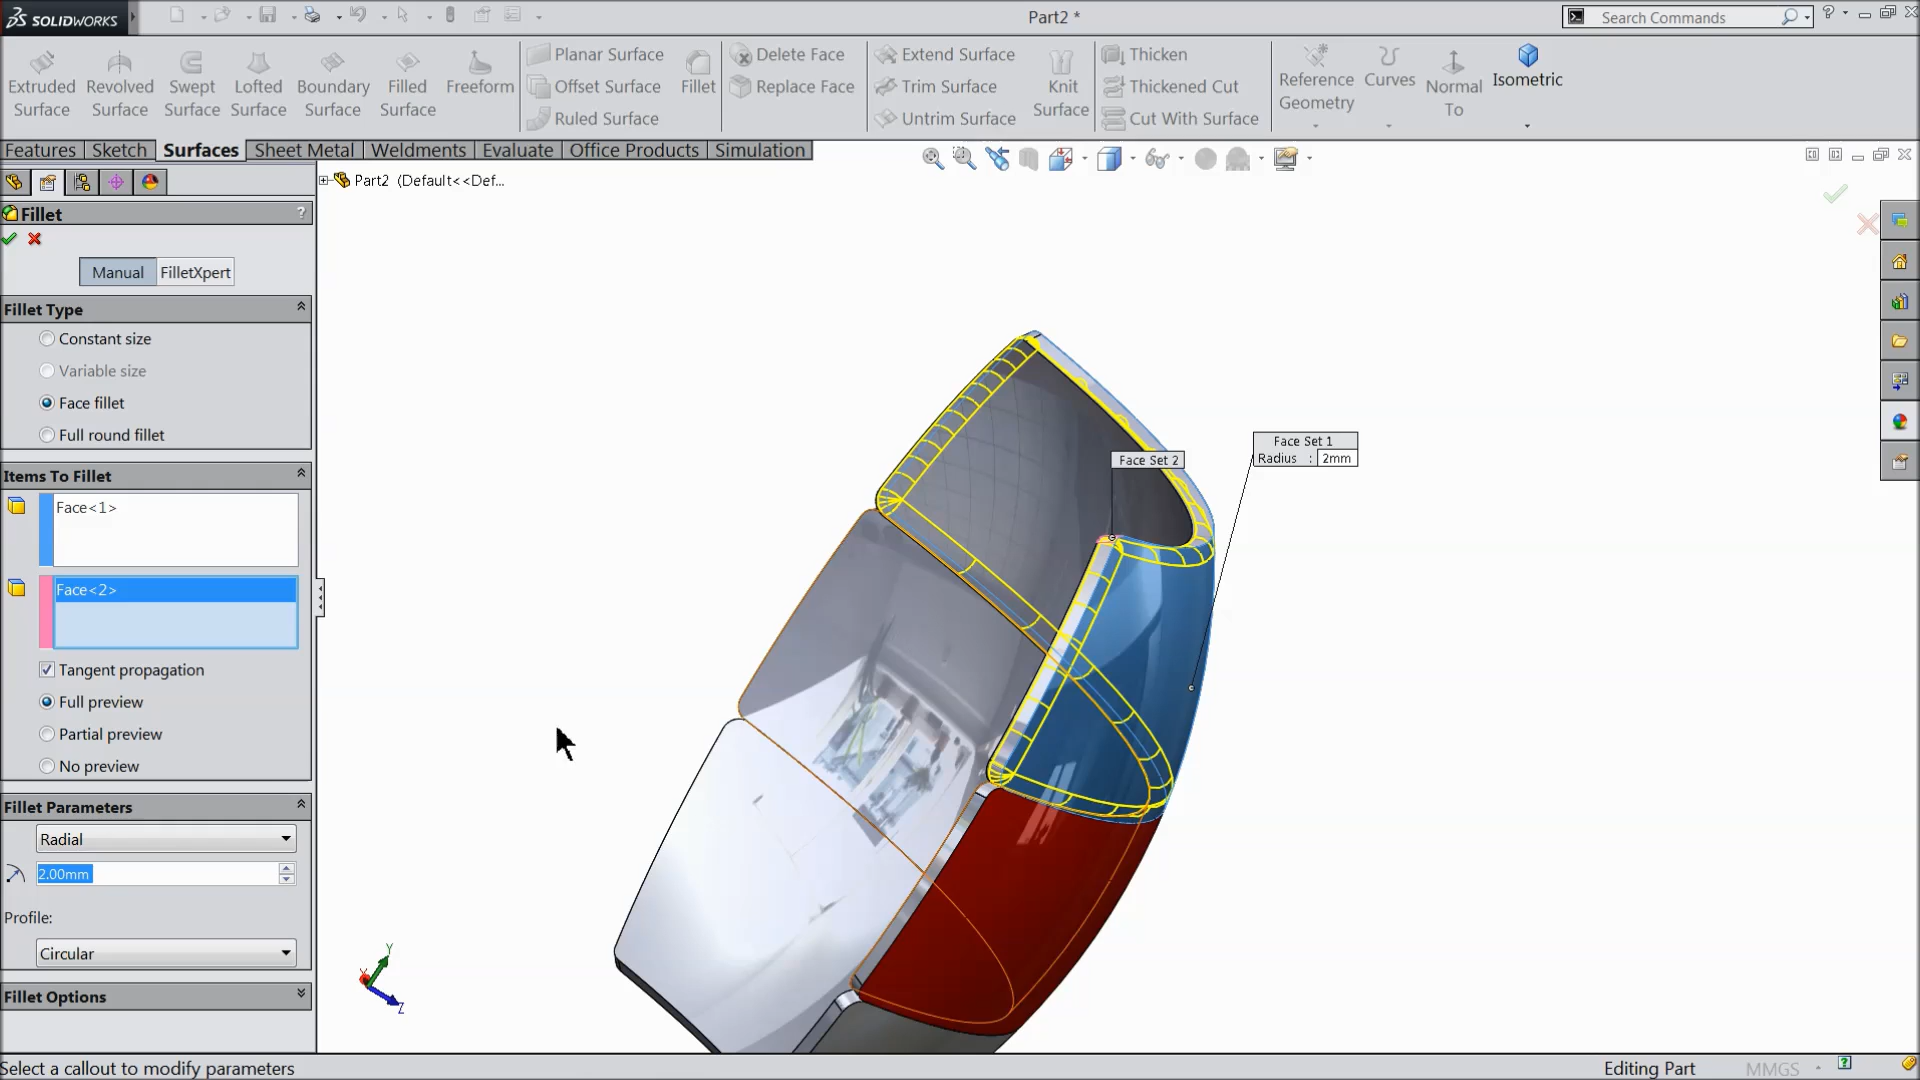 SOLIDWORKS
Part2 *
Search Commands
Extruded Surface
Revolved Surface
Swept Surface
Lofted Surface
Boundary Surface
Filled Surface
Freeform
Planar Surface
Offset Surface
Ruled Surface
Fillet
Delete Face
Replace Face
Extend Surface
Trim Surface
Untrim Surface
Knit Surface
Thicken
Thickened Cut
Cut With Surface
Reference Geometry
Curves
Normal To
Isometric
Features
Sketch
Surfaces
Sheet Metal
Weldments
Evaluate
Office Products
Simulation
Part2 (Default<<Def...
Fillet
?
Manual
FilletXpert
Fillet Type
Constant size
Variable size
Face fillet
Full round fillet
Items To Fillet
Face<1>
Face<2>
Tangent propagation
Full preview
Partial preview
No preview
Fillet Parameters
Radial
2.00mm
Profile:
Circular
Fillet Options
Face Set 2
Face Set 1
Radius : 2mm
Y
X
Z
Select a callout to modify parameters
Editing Part
MMGS